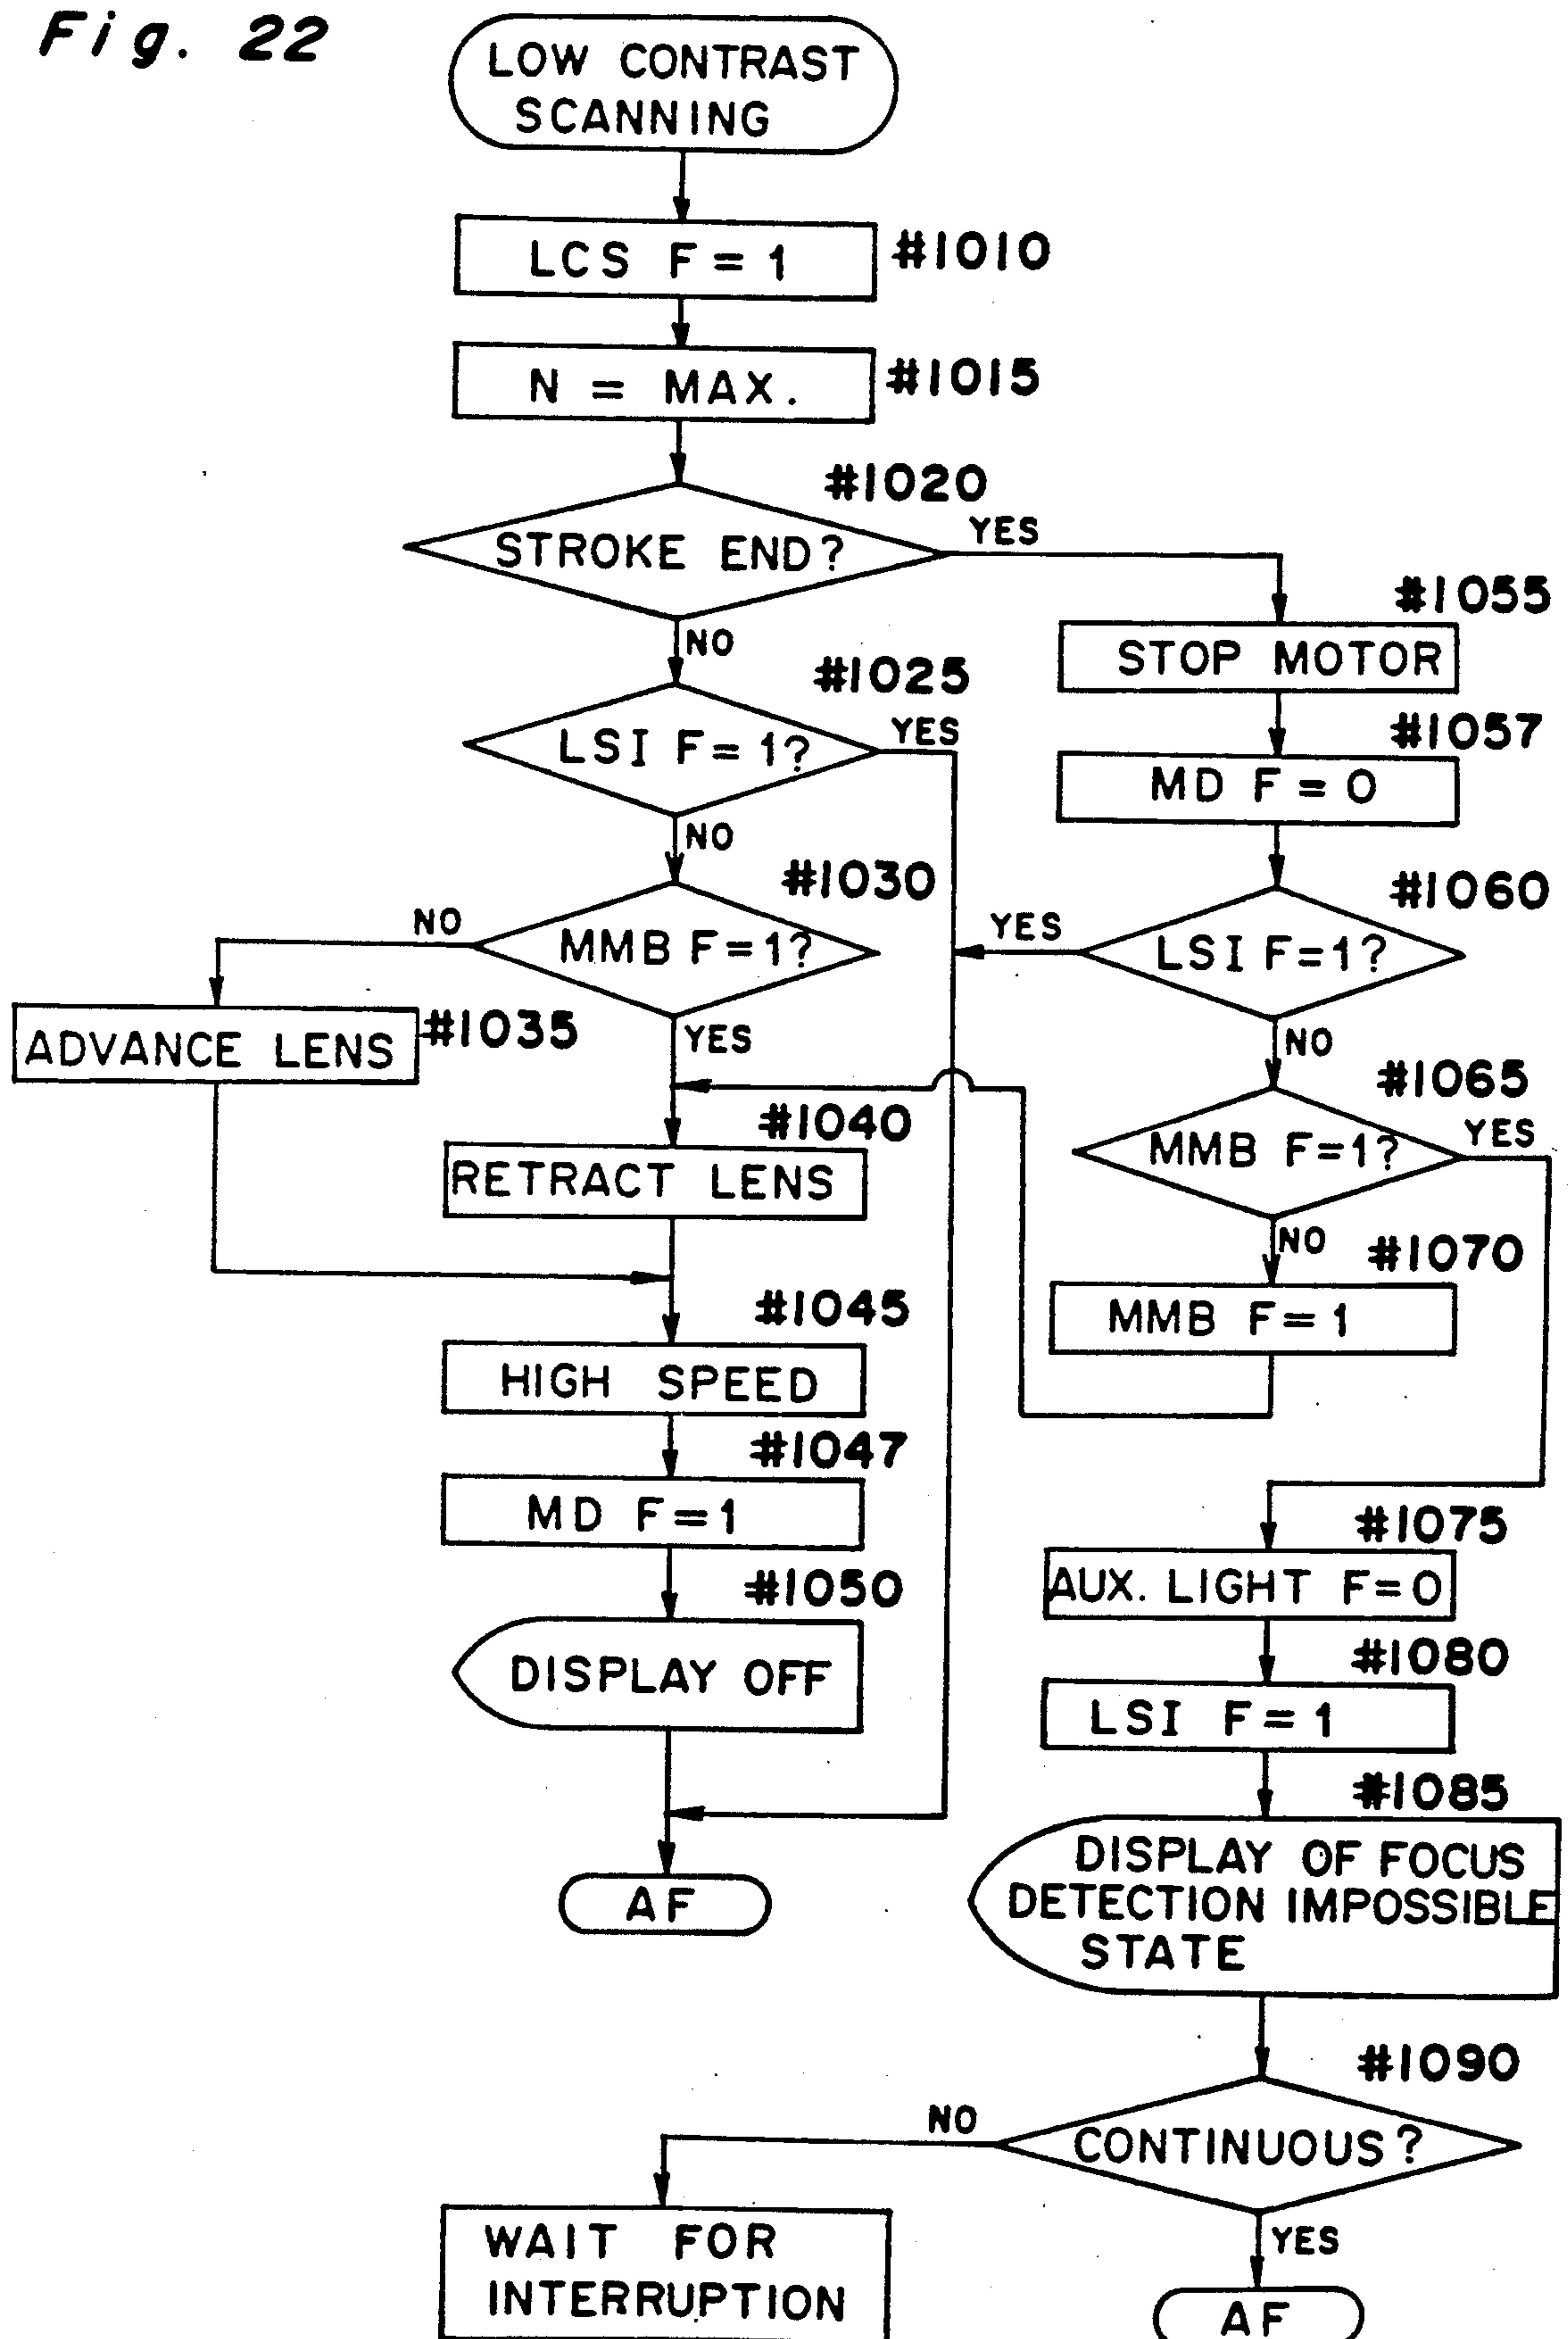 Fig. 22
LOW CONTRAST
SCANNING
LCS F = 1
#1010
N = MAX.
#1015
#1020
STROKE END?
YES
NO
#1055
STOP MOTOR
#1025
LSI F = 1?
YES
NO
#1057
MD F = 0
#1030
MMB F = 1?
NO
YES
#1060
LSI F = 1?
YES
NO
ADVANCE LENS
#1035
#1065
MMB F = 1?
YES
NO
#1040
RETRACT LENS
#1070
MMB F = 1
#1045
HIGH SPEED
#1047
MD F = 1
#1050
DISPLAY OFF
AF
#1075
AUX. LIGHT F = 0
#1080
LSI F = 1
#1085
DISPLAY OF FOCUS
DETECTION IMPOSSIBLE
STATE
#1090
CONTINUOUS?
NO
YES
WAIT FOR
INTERRUPTION
AF